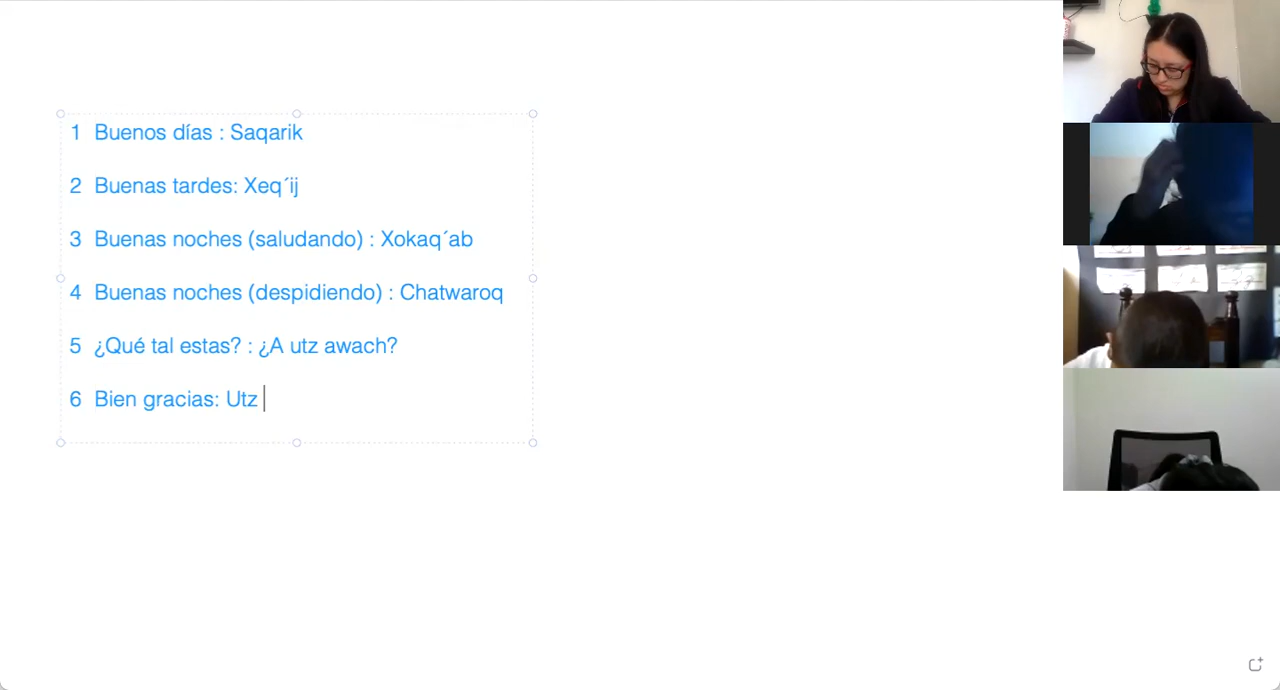 1 Buenos días : Saqarik
2 Buenas tardes: Xeq´ij
3 Buenas noches (saludando) : Xokaq´ab
4 Buenas noches (despidiendo) : Chatwaroq
5 ¿Qué tal estas? : ¿A utz awach?
6 Bien gracias: Utz